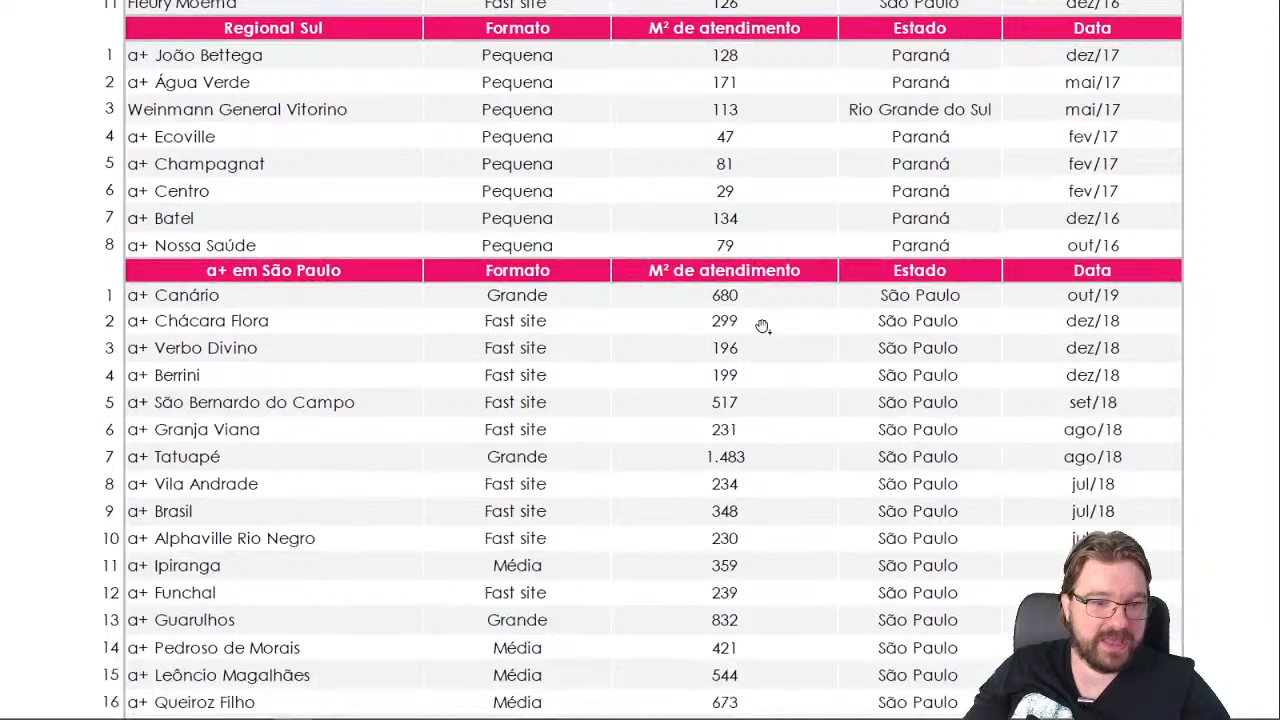 11 Fleury Moema Fast site 126 São Paulo dez/16
Regional Sul Formato M² de atendimento Estado Data
1 a+ João Bettega Pequena 128 Paraná dez/17
2 a+ Água Verde Pequena 171 Paraná mai/17
3 Weinmann General Vitorino Pequena 113 Rio Grande do Sul mai/17
4 a+ Ecoville Pequena 47 Paraná fev/17
5 a+ Champagnat Pequena 81 Paraná fev/17
6 a+ Centro Pequena 29 Paraná fev/17
7 a+ Batel Pequena 134 Paraná dez/16
8 a+ Nossa Saúde Pequena 79 Paraná out/16
a+ em São Paulo Formato M² de atendimento Estado Data
1 a+ Canário Grande 680 São Paulo out/19
2 a+ Chácara Flora Fast site 299 São Paulo dez/18
3 a+ Verbo Divino Fast site 196 São Paulo dez/18
4 a+ Berrini Fast site 199 São Paulo dez/18
5 a+ São Bernardo do Campo Fast site 517 São Paulo set/18
6 a+ Granja Viana Fast site 231 São Paulo ago/18
7 a+ Tatuapé Grande 1.483 São Paulo ago/18
8 a+ Vila Andrade Fast site 234 São Paulo jul/18
9 a+ Brasil Fast site 348 São Paulo jul/18
10 a+ Alphaville Rio Negro Fast site 230 São Paulo
11 a+ Ipiranga Média 359 São Paulo
12 a+ Funchal Fast site 239 São Paulo
13 a+ Guarulhos Grande 832 São Paulo
14 a+ Pedroso de Morais Média 421 São Paulo
15 a+ Leôncio Magalhães Média 544 São Paulo
16 a+ Queiroz Filho Média 673 São Paulo